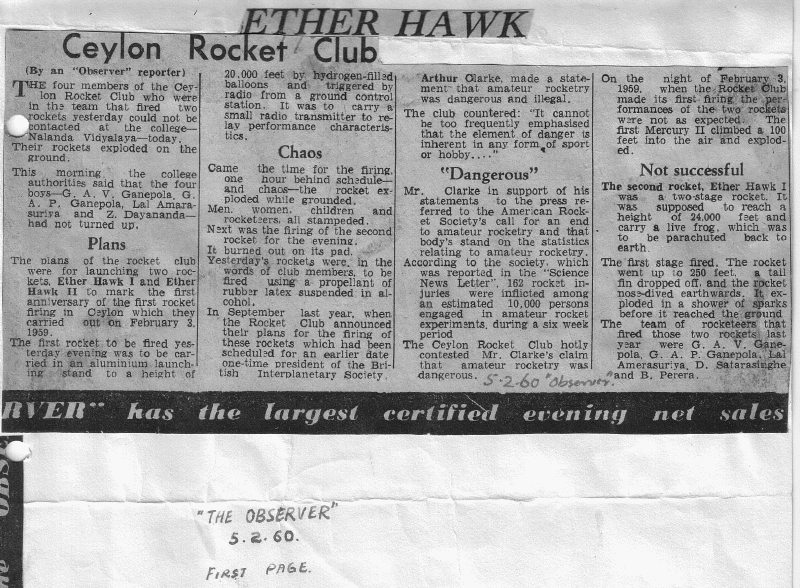 ETHER HAWK
Ceylon Rocket Club
(By an "Observer" reporter)
THE four members of the Cey-
lon Rocket Club who were
in the team that fired two
rockets yesterday could not be
contacted at the college—
Nalanda Vidyalaya—today.
Their rockets exploded on the
ground.
This morning the college
authorities said that the four
boys—G. A. V. Ganepola, G.
A. P. Ganepola, Lal Amara-
suriya and Z. Dayananda—
had not turned up.
Plans
The plans of the rocket club
were for launching two roc-
kets, Ether Hawk I and Ether
Hawk II to mark the first
anniversary of the first rocket
firing in Ceylon which they
carried out on February 3,
1959.
The first rocket to be fired yes-
terday evening was to be car-
ried in an aluminium launch-
ing stand to a height of
20,000 feet by hydrogen-filled
balloons and triggered by
radio from a ground control
station. It was to carry a
small radio transmitter to re-
lay performance characteris-
tics.
Chaos
Came the time for the firing,
one hour behind schedule—
and chaos—the rocket ex-
ploded while grounded.
Men, women, children and
rocketeers, all stampeded.
Next was the firing of the second
rocket for the evening.
It burned out on its pad.
Yesterday's rockets were, in the
words of club members, to be
fired using a propellant of
rubber latex suspended in al-
cohol.
In September last year, when
the Rocket Club announced
their plans for the firing of
these rockets which had been
scheduled for an earlier date
one-time president of the Bri-
tish Interplanetary Society,
Arthur Clarke, made a state-
ment that amateur rocketry
was dangerous and illegal.
The club countered: "It cannot
be too frequently emphasised
that the element of danger is
inherent in any form of sport
or hobby...."
"Dangerous"
Mr. Clarke in support of his
statements to the press re-
ferred to the American Rock-
et Society's call for an end
to amateur rocketry and that
body's stand on the statistics
relating to amateur rocketry.
According to the society, which
was reported in the "Science
News Letter", 162 rocket in-
juries were inflicted among
an estimated 10,000 persons
engaged in amateur rocket
experiments, during a six week
period
The Ceylon Rocket Club hotly
contested Mr. Clarke's claim
that amateur rocketry was
dangerous.
5·2·60 "Observer".
On the night of February 3,
1959, when the Rocket Club
made its first firing the per-
formances of the two rockets
were not as expected. The
first Mercury II climbed a 100
feet into the air and explod-
ed.
Not successful
The second rocket, Ether Hawk I
was a two-stage rocket. It
was supposed to reach a
height of 24,000 feet and
carry a live frog, which was
to be parachuted back to
earth.
The first stage fired. The rocket
went up to 250 feet, a tail
fin dropped off, and the rocket
nose-dived earthwards. It ex-
ploded in a shower of sparks
before it reached the ground
The team of rocketeers that
fired those two rockets last
year were G. A. V. Gane-
pola, G. A. P. Ganepola, Lal
Amerasuriya, D. Satarasinghe
and B. Perera.
RVER" has the largest certified evening net sales
OBSE
"THE OBSERVER"
5.2.60.
FIRST PAGE.